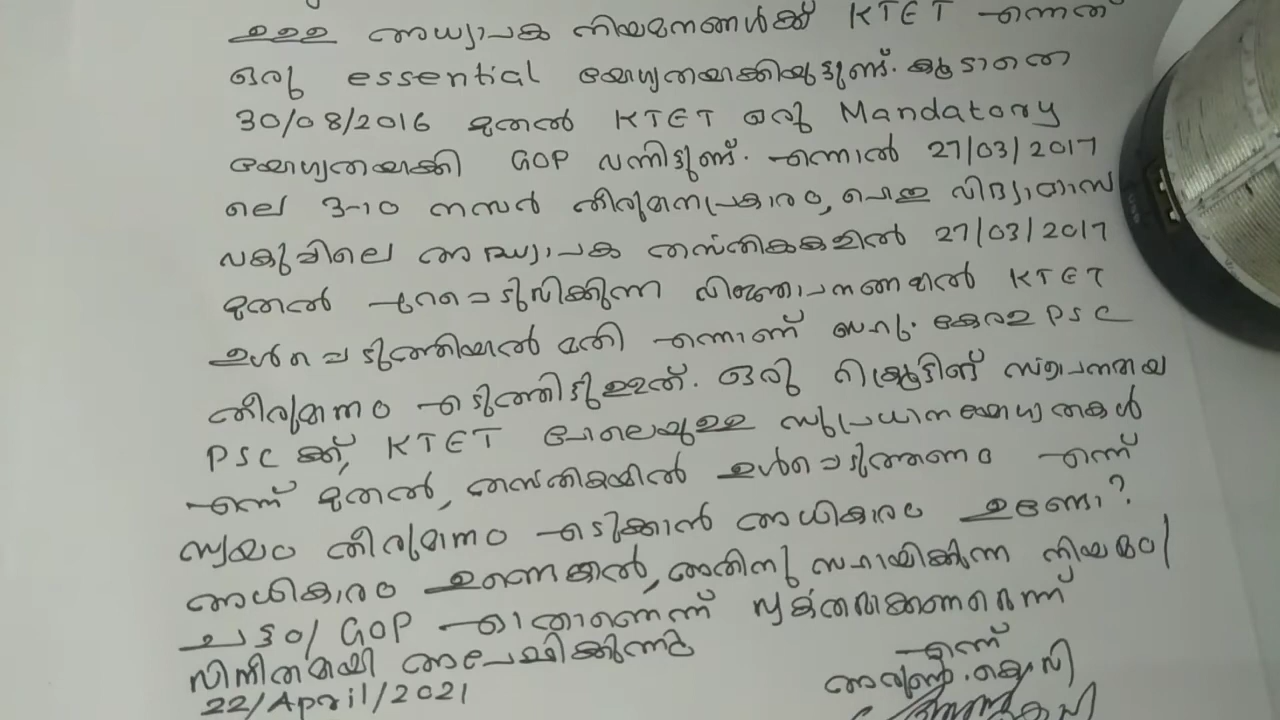 ഉള്ള അധ്യാപക നിയമനങ്ങൾക്ക് KTET എന്നത്
ഒരു essential യോഗ്യതയാക്കിയിട്ടുണ്ട്. കൂടാതെ
30/08/2016 മുതൽ KTET ഒരു Mandatory
യോഗ്യതയാക്കി GOP വന്നിട്ടുണ്ട്. എന്നാൽ 27/03/2017
ലെ 3-10 നമ്പർ തീരുമാനപ്രകാരം, പൊതു വിദ്യാഭ്യാസ
വകുപ്പിലെ അദ്ധ്യാപക തസ്തികകളിൽ 27/03/2017
മുതൽ പുറപ്പെടുവിക്കുന്ന വിജ്ഞാപനങ്ങളിൽ KTET
ഉൾപ്പെടുത്തിയാൽ മതി എന്നാണ് ബഹു. കേരള PSC
തീരുമാനം എടുത്തിട്ടുള്ളത്. ഒരു റിക്രൂട്ടിങ് സ്ഥാപനമായ
PSC ക്ക്, KTET പോലെയുള്ള സുപ്രധാന യോഗ്യതകൾ
എന്ന് മുതൽ, തസ്തികയിൽ ഉൾപ്പെടുത്തണം എന്ന്
സ്വയം തീരുമാനം എടുക്കാൻ അധികാരം ഉണ്ടോ?
അധികാരം ഉണ്ടെങ്കിൽ, അതിനു സഹായിക്കുന്ന നിയമം/
ചട്ടം/ GOP ഏതാണെന്ന് വ്യക്തമാക്കണമെന്ന്
വിനീതമായി അപേക്ഷിക്കുന്നു
22/April/2021
എന്ന്